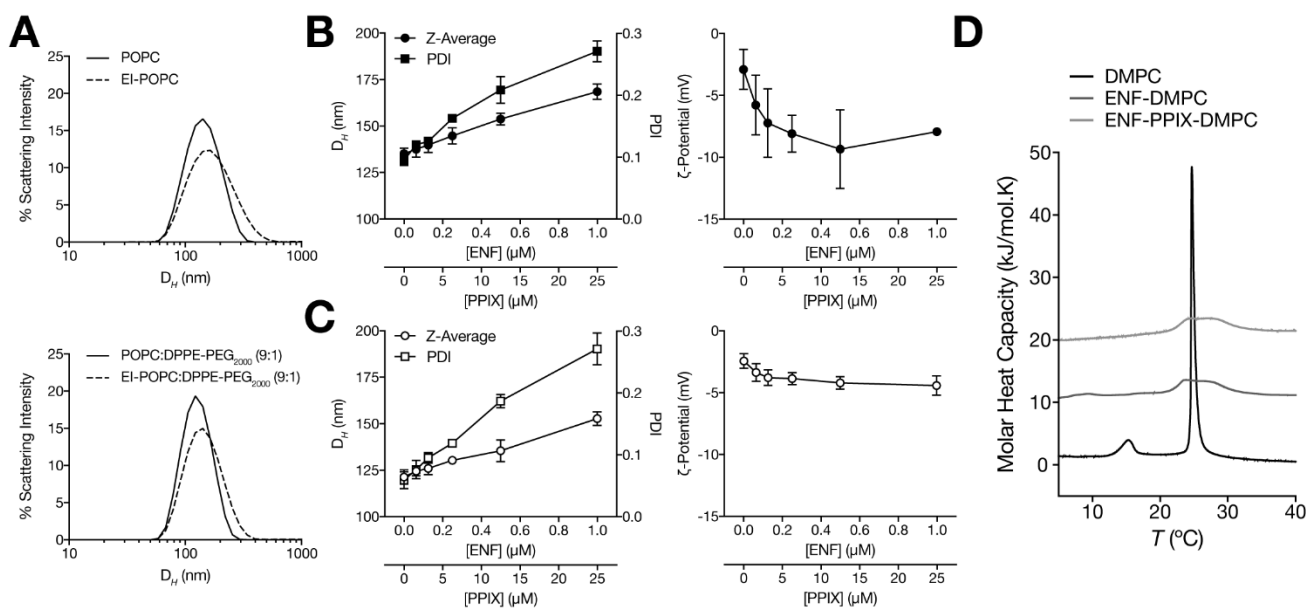 A
POPC
EI-POPC
% Scattering Intensity
25
20
15
10
5
0
10
100
1000
D_H (nm)
POPC:DPPE-PEG2000 (9:1)
EI-POPC:DPPE-PEG2000 (9:1)
% Scattering Intensity
25
20
15
10
5
0
10
100
1000
D_H (nm)
B
Z-Average
PDI
D_H (nm)
200
175
150
125
100
0.3
0.2
0.1
0.0
PDI
0.0 0.2 0.4 0.6 0.8 1.0
[ENF] (µM)
0 5 10 15 20 25
[PPIX] (µM)
ζ-Potential (mV)
0
-5
-10
-15
0.0 0.2 0.4 0.6 0.8 1.0
[ENF] (µM)
0 5 10 15 20 25
[PPIX] (µM)
C
Z-Average
PDI
D_H (nm)
200
175
150
125
100
0.3
0.2
0.1
0.0
PDI
0.0 0.2 0.4 0.6 0.8 1.0
[ENF] (µM)
0 5 10 15 20 25
[PPIX] (µM)
ζ-Potential (mV)
0
-5
-10
-15
0.0 0.2 0.4 0.6 0.8 1.0
[ENF] (µM)
0 5 10 15 20 25
[PPIX] (µM)
D
DMPC
ENF-DMPC
ENF-PPIX-DMPC
Molar Heat Capacity (kJ/mol.K)
50
40
30
20
10
0
10 20 30 40
T (ºC)